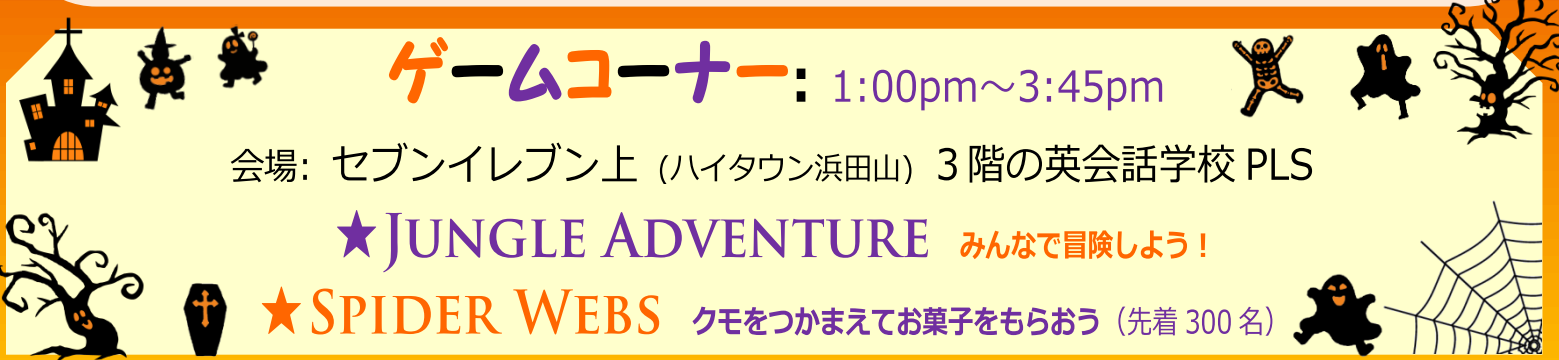 ゲームコーナー: 1:00pm～3:45pm
会場: セブンイレブン上 (ハイタウン浜田山) 3階の英会話学校 PLS
★JUNGLE ADVENTURE みんなで冒険しよう！
★SPIDER WEBS クモをつかまえてお菓子をもらおう（先着 300 名）